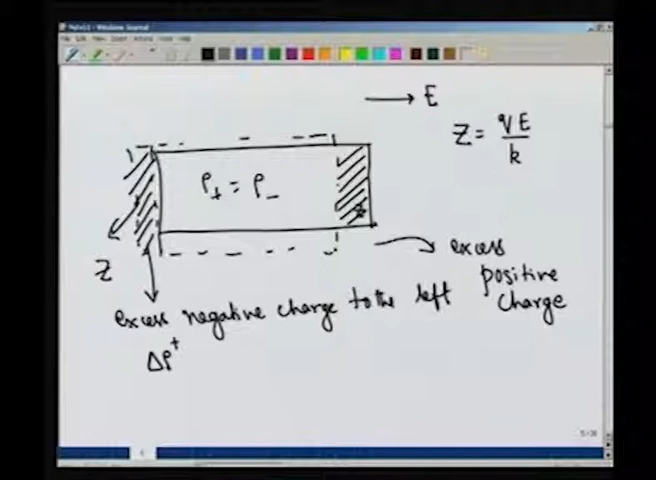 → E
Z = qE/k
ρ₊ = ρ₋
Z
excess positive charge
excess negative charge to the left
Δρ⁺